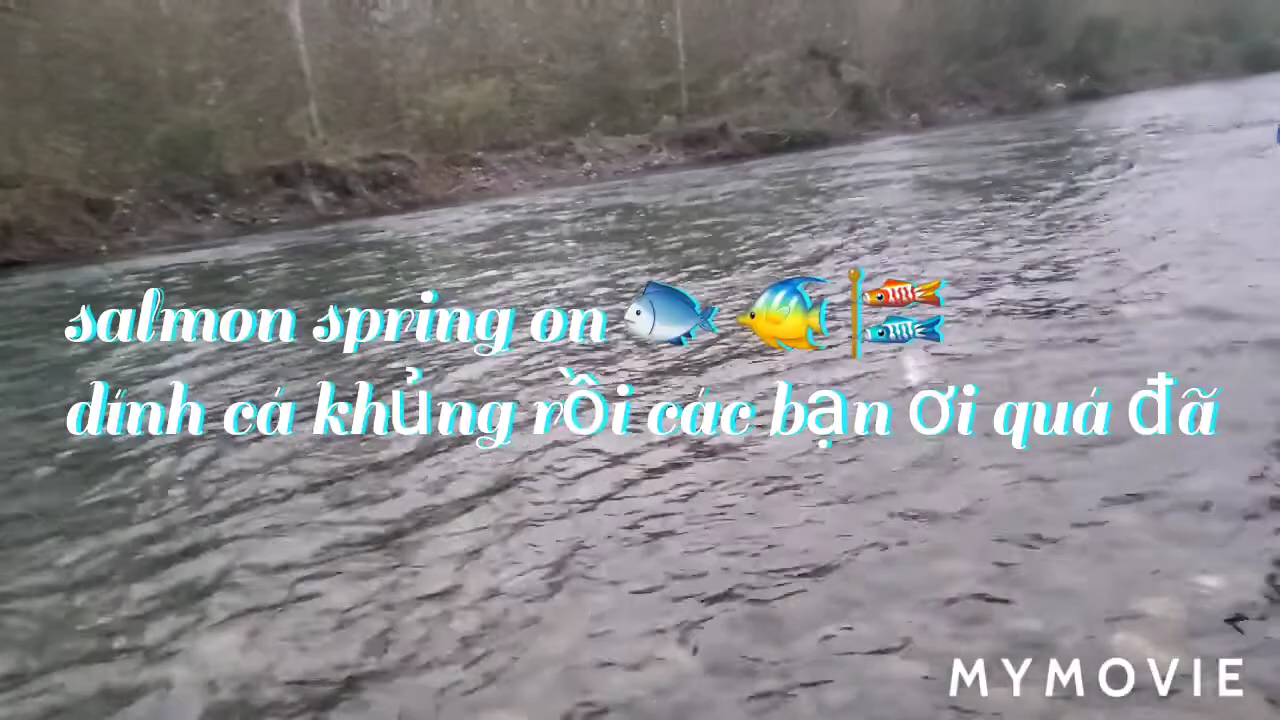 salmon spring on 🐟 🐠 🎏
dính cá khủng rồi các bạn ơi quá đã
MYMOVIE